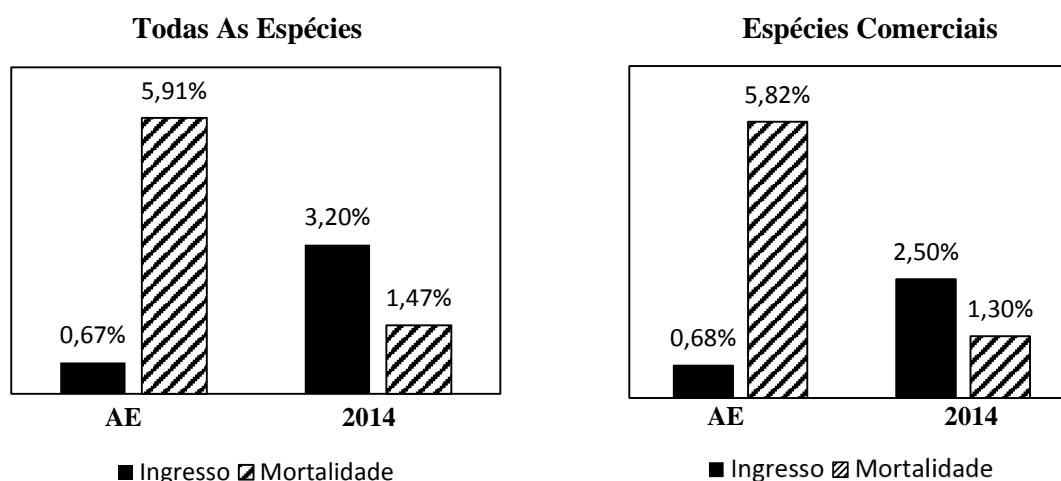 Todas As Espécies
5,91%
3,20%
1,47%
0,67%
AE 2014
Ingresso Mortalidade
Espécies Comerciais
5,82%
2,50%
1,30%
0,68%
AE 2014
Ingresso Mortalidade